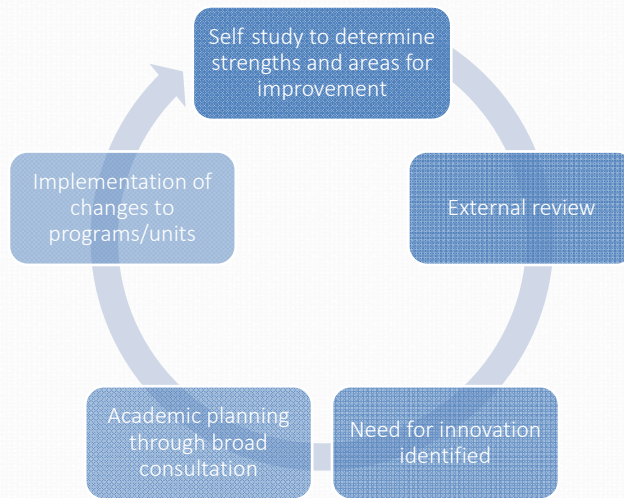 Self study to determine
strengths and areas for
improvement
External review
Need for innovation
identified
Academic planning
through broad
consultation
Implementation of
changes to
programs/units